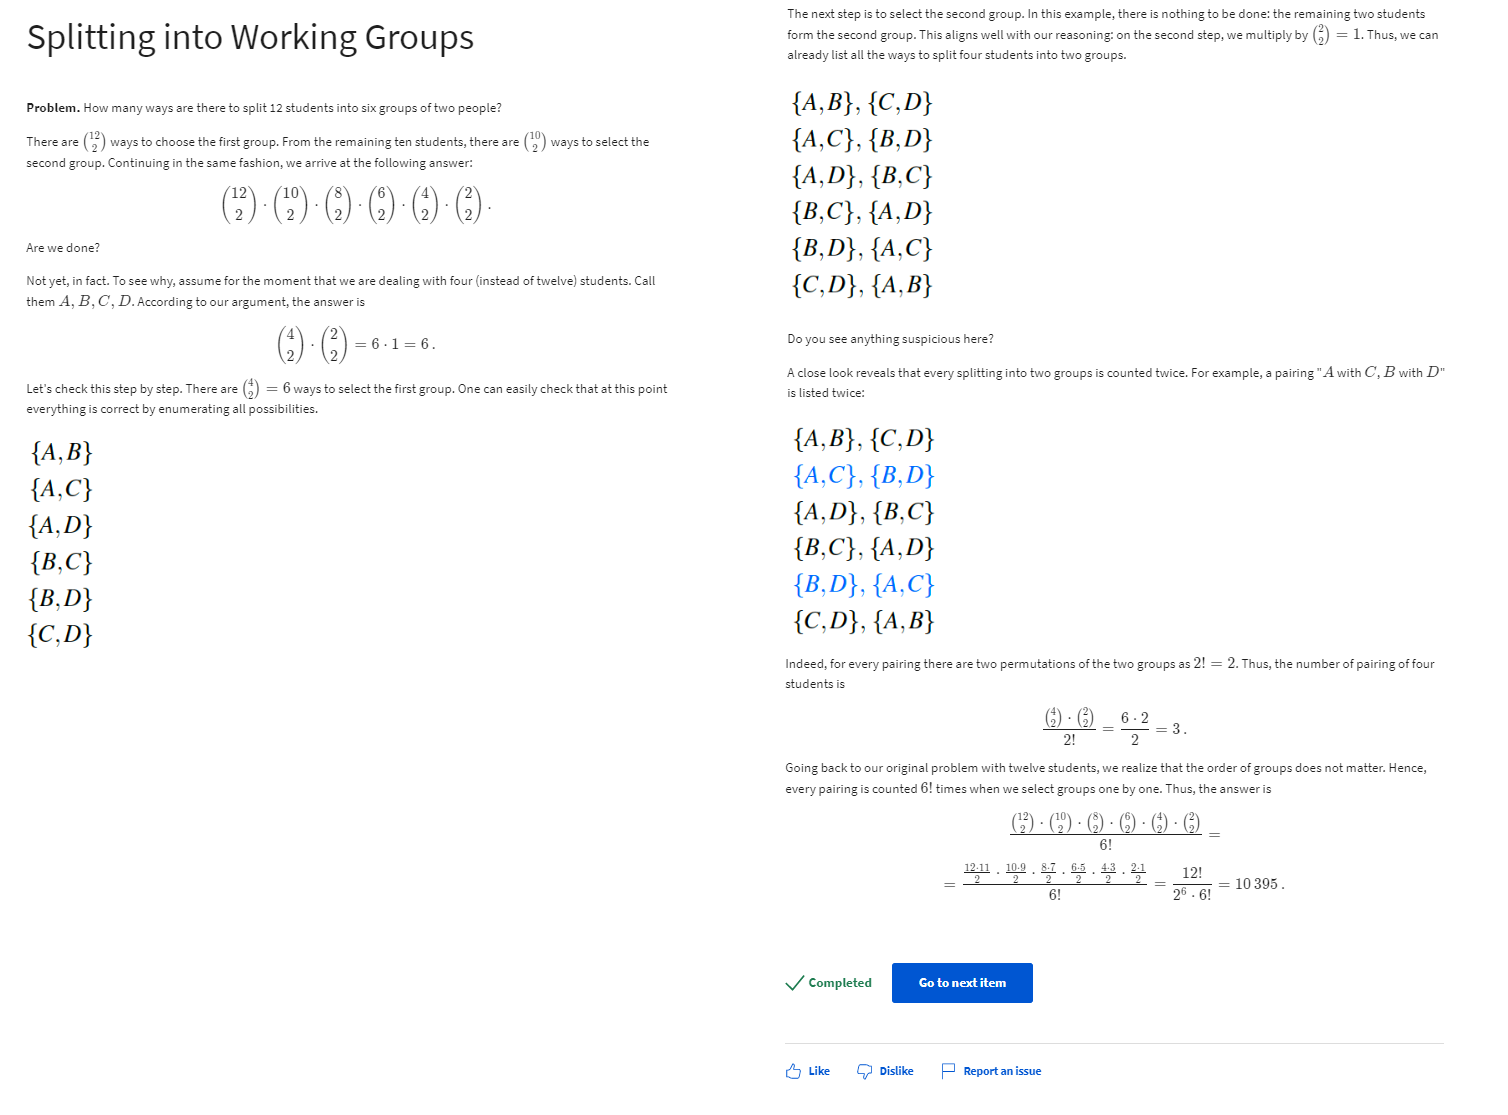 Splitting into Working Groups
Problem. How many ways are there to split 12 students into six groups of two people?
There are $\binom{12}{2}$ ways to choose the first group. From the remaining ten students, there are $\binom{10}{2}$ ways to select the
second group. Continuing in the same fashion, we arrive at the following answer:
$\binom{12}{2} \cdot \binom{10}{2} \cdot \binom{8}{2} \cdot \binom{6}{2} \cdot \binom{4}{2} \cdot \binom{2}{2} .$
Are we done?
Not yet, in fact. To see why, assume for the moment that we are dealing with four (instead of twelve) students. Call
them A, B, C, D. According to our argument, the answer is
$\binom{4}{2} \cdot \binom{2}{2} = 6 \cdot 1 = 6 .$
Let's check this step by step. There are $\binom{4}{2} = 6$ ways to select the first group. One can easily check that at this point
everything is correct by enumerating all possibilities.
{A,B}
{A,C}
{A,D}
{B,C}
{B,D}
{C,D}
The next step is to select the second group. In this example, there is nothing to be done: the remaining two students
form the second group. This aligns well with our reasoning: on the second step, we multiply by $\binom{2}{2} = 1$. Thus, we can
already list all the ways to split four students into two groups.
{A,B}, {C,D}
{A,C}, {B,D}
{A,D}, {B,C}
{B,C}, {A,D}
{B,D}, {A,C}
{C,D}, {A,B}
Do you see anything suspicious here?
A close look reveals that every splitting into two groups is counted twice. For example, a pairing "A with C, B with D"
is listed twice:
{A,B}, {C,D}
{A,C}, {B,D}
{A,D}, {B,C}
{B,C}, {A,D}
{B,D}, {A,C}
{C,D}, {A,B}
Indeed, for every pairing there are two permutations of the two groups as 2! = 2. Thus, the number of pairing of four
students is
$\frac{\binom{4}{2} \cdot \binom{2}{2}}{2!} = \frac{6 \cdot 2}{2} = 3 .$
Going back to our original problem with twelve students, we realize that the order of groups does not matter. Hence,
every pairing is counted 6! times when we select groups one by one. Thus, the answer is
$\frac{\binom{12}{2} \cdot \binom{10}{2} \cdot \binom{8}{2} \cdot \binom{6}{2} \cdot \binom{4}{2} \cdot \binom{2}{2}}{6!} =$
$= \frac{\frac{12 \cdot 11}{2} \cdot \frac{10 \cdot 9}{2} \cdot \frac{8 \cdot 7}{2} \cdot \frac{6 \cdot 5}{2} \cdot \frac{4 \cdot 3}{2} \cdot \frac{2 \cdot 1}{2}}{6!} = \frac{12!}{2^6 \cdot 6!} = 10 395 .$
Completed
Go to next item
Like
Dislike
Report an issue